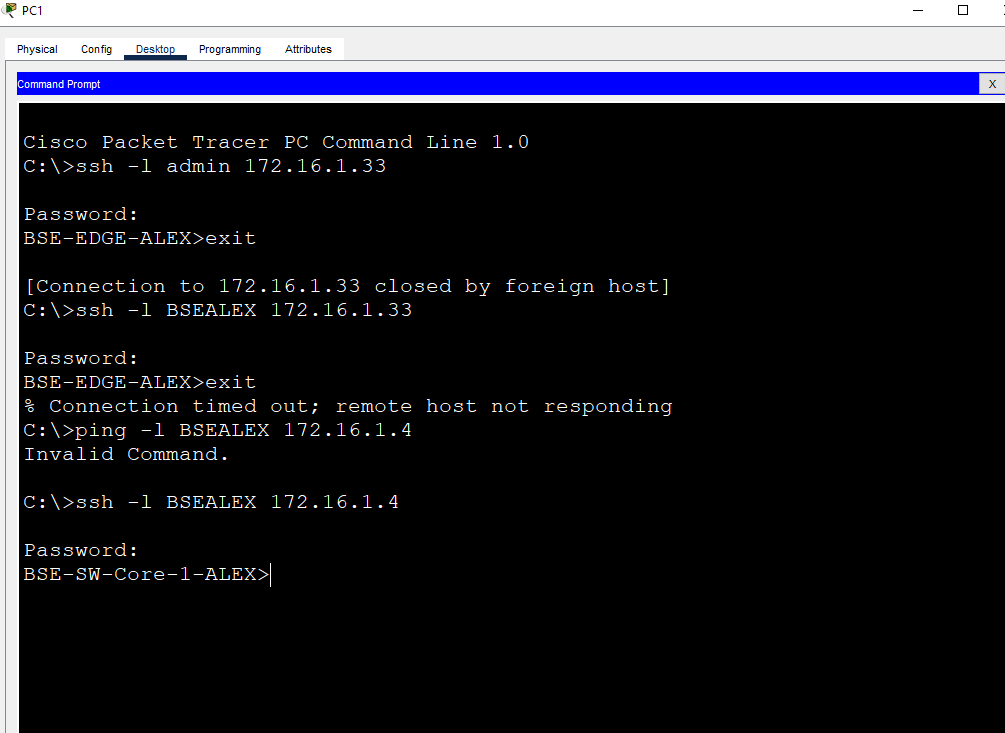 PC1
Physical Config Desktop Programming Attributes
Command Prompt
X
Cisco Packet Tracer PC Command Line 1.0
C:\>ssh -l admin 172.16.1.33
Password:
BSE-EDGE-ALEX>exit
[Connection to 172.16.1.33 closed by foreign host]
C:\>ssh -l BSEALEX 172.16.1.33
Password:
BSE-EDGE-ALEX>exit
% Connection timed out; remote host not responding
C:\>ping -l BSEALEX 172.16.1.4
Invalid Command.
C:\>ssh -l BSEALEX 172.16.1.4
Password:
BSE-SW-Core-1-ALEX>